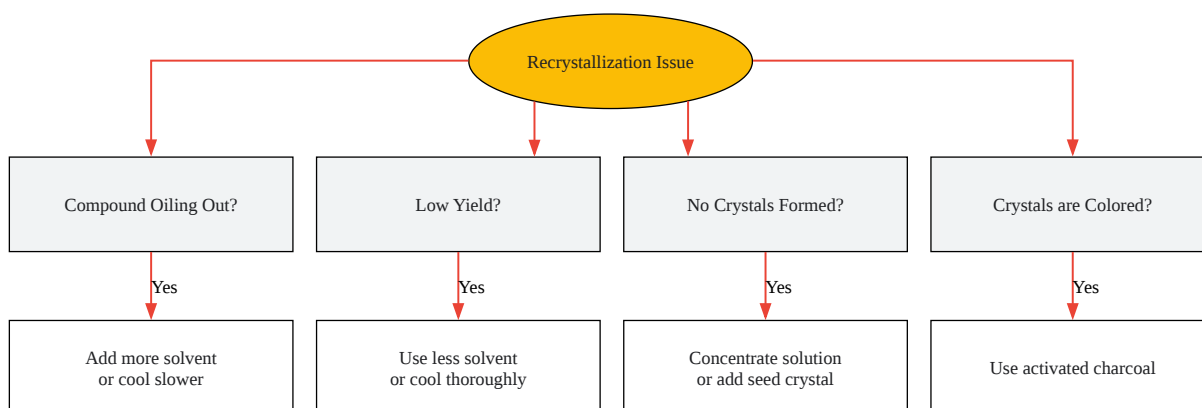 Recrystallization Issue
Compound Oiling Out?
Low Yield?
No Crystals Formed?
Crystals are Colored?
Yes
Yes
Yes
Yes
Add more solvent
or cool slower
Use less solvent
or cool thoroughly
Concentrate solution
or add seed crystal
Use activated charcoal